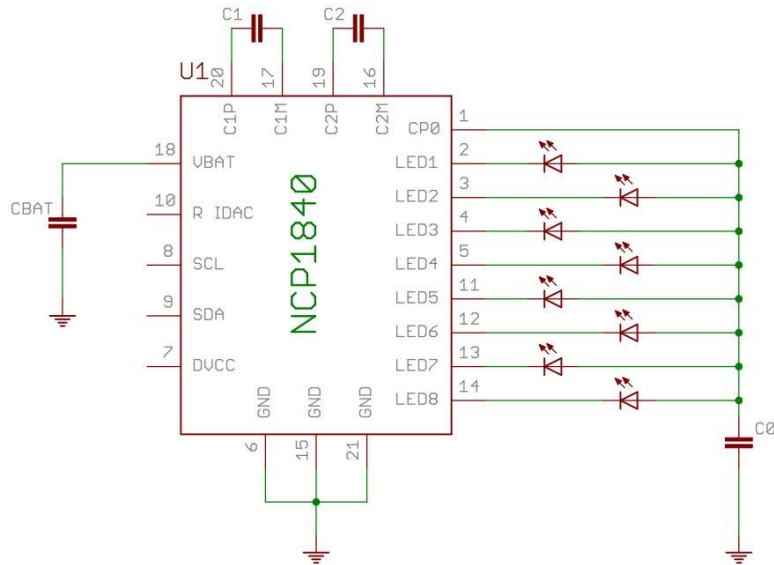 C1
C2
U1
20
17
19
16
C1P
C1M
C2P
C2M
CP0
1
18
VBAT
LED1
2
LED2
3
CBAT
10
R IDAC
LED3
4
8
SCL
LED4
5
NCP1840
LED5
11
9
SDA
LED6
12
7
DVCC
LED7
13
GND
GND
GND
LED8
14
6
15
21
C0